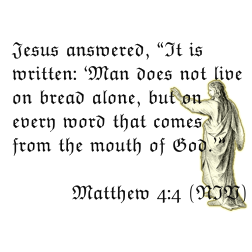 Jesus answered, “It is
written: ‘Man does not live
on bread alone, but on
every word that comes
from the mouth of God.’”
Matthew 4:4 (NIV)